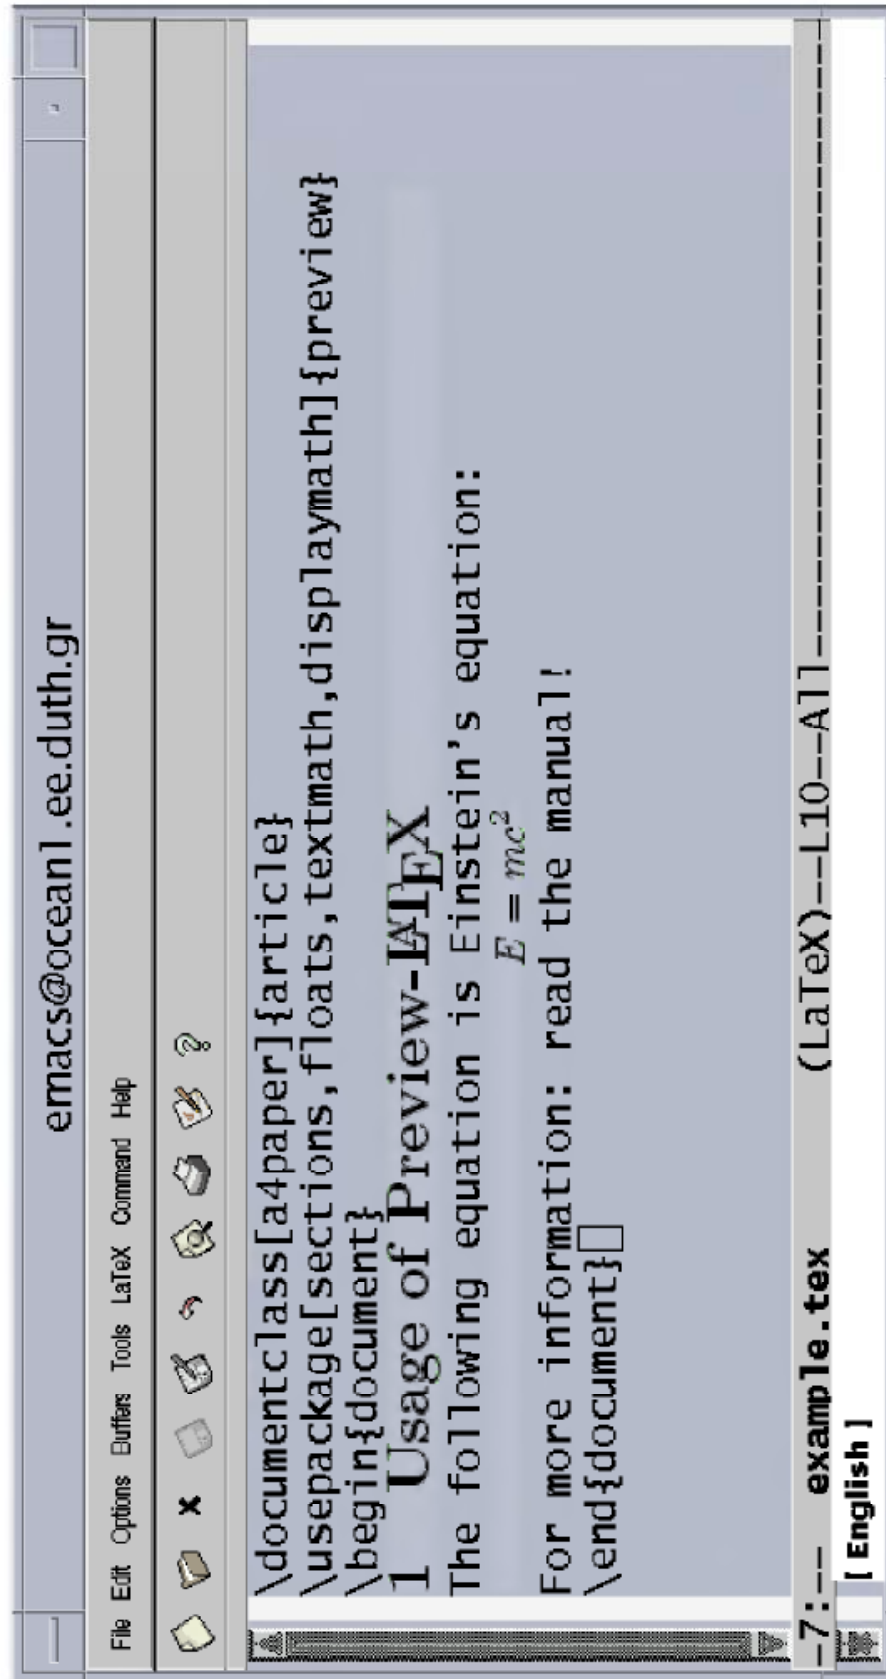 emacs@ocean1.ee.duth.gr
File Edit Options Buffers Tools LaTeX Command Help
\documentclass[a4paper]{article}
\usepackage[sections,floats,textmath,displaymath]{preview}
\begin{document}
1 Usage of Preview-LATEX
The following equation is Einstein's equation:
E = mc²
For more information: read the manual!
\end{document}
-7:-- example.tex (LaTeX)--L10--All--------------------
[ English ]